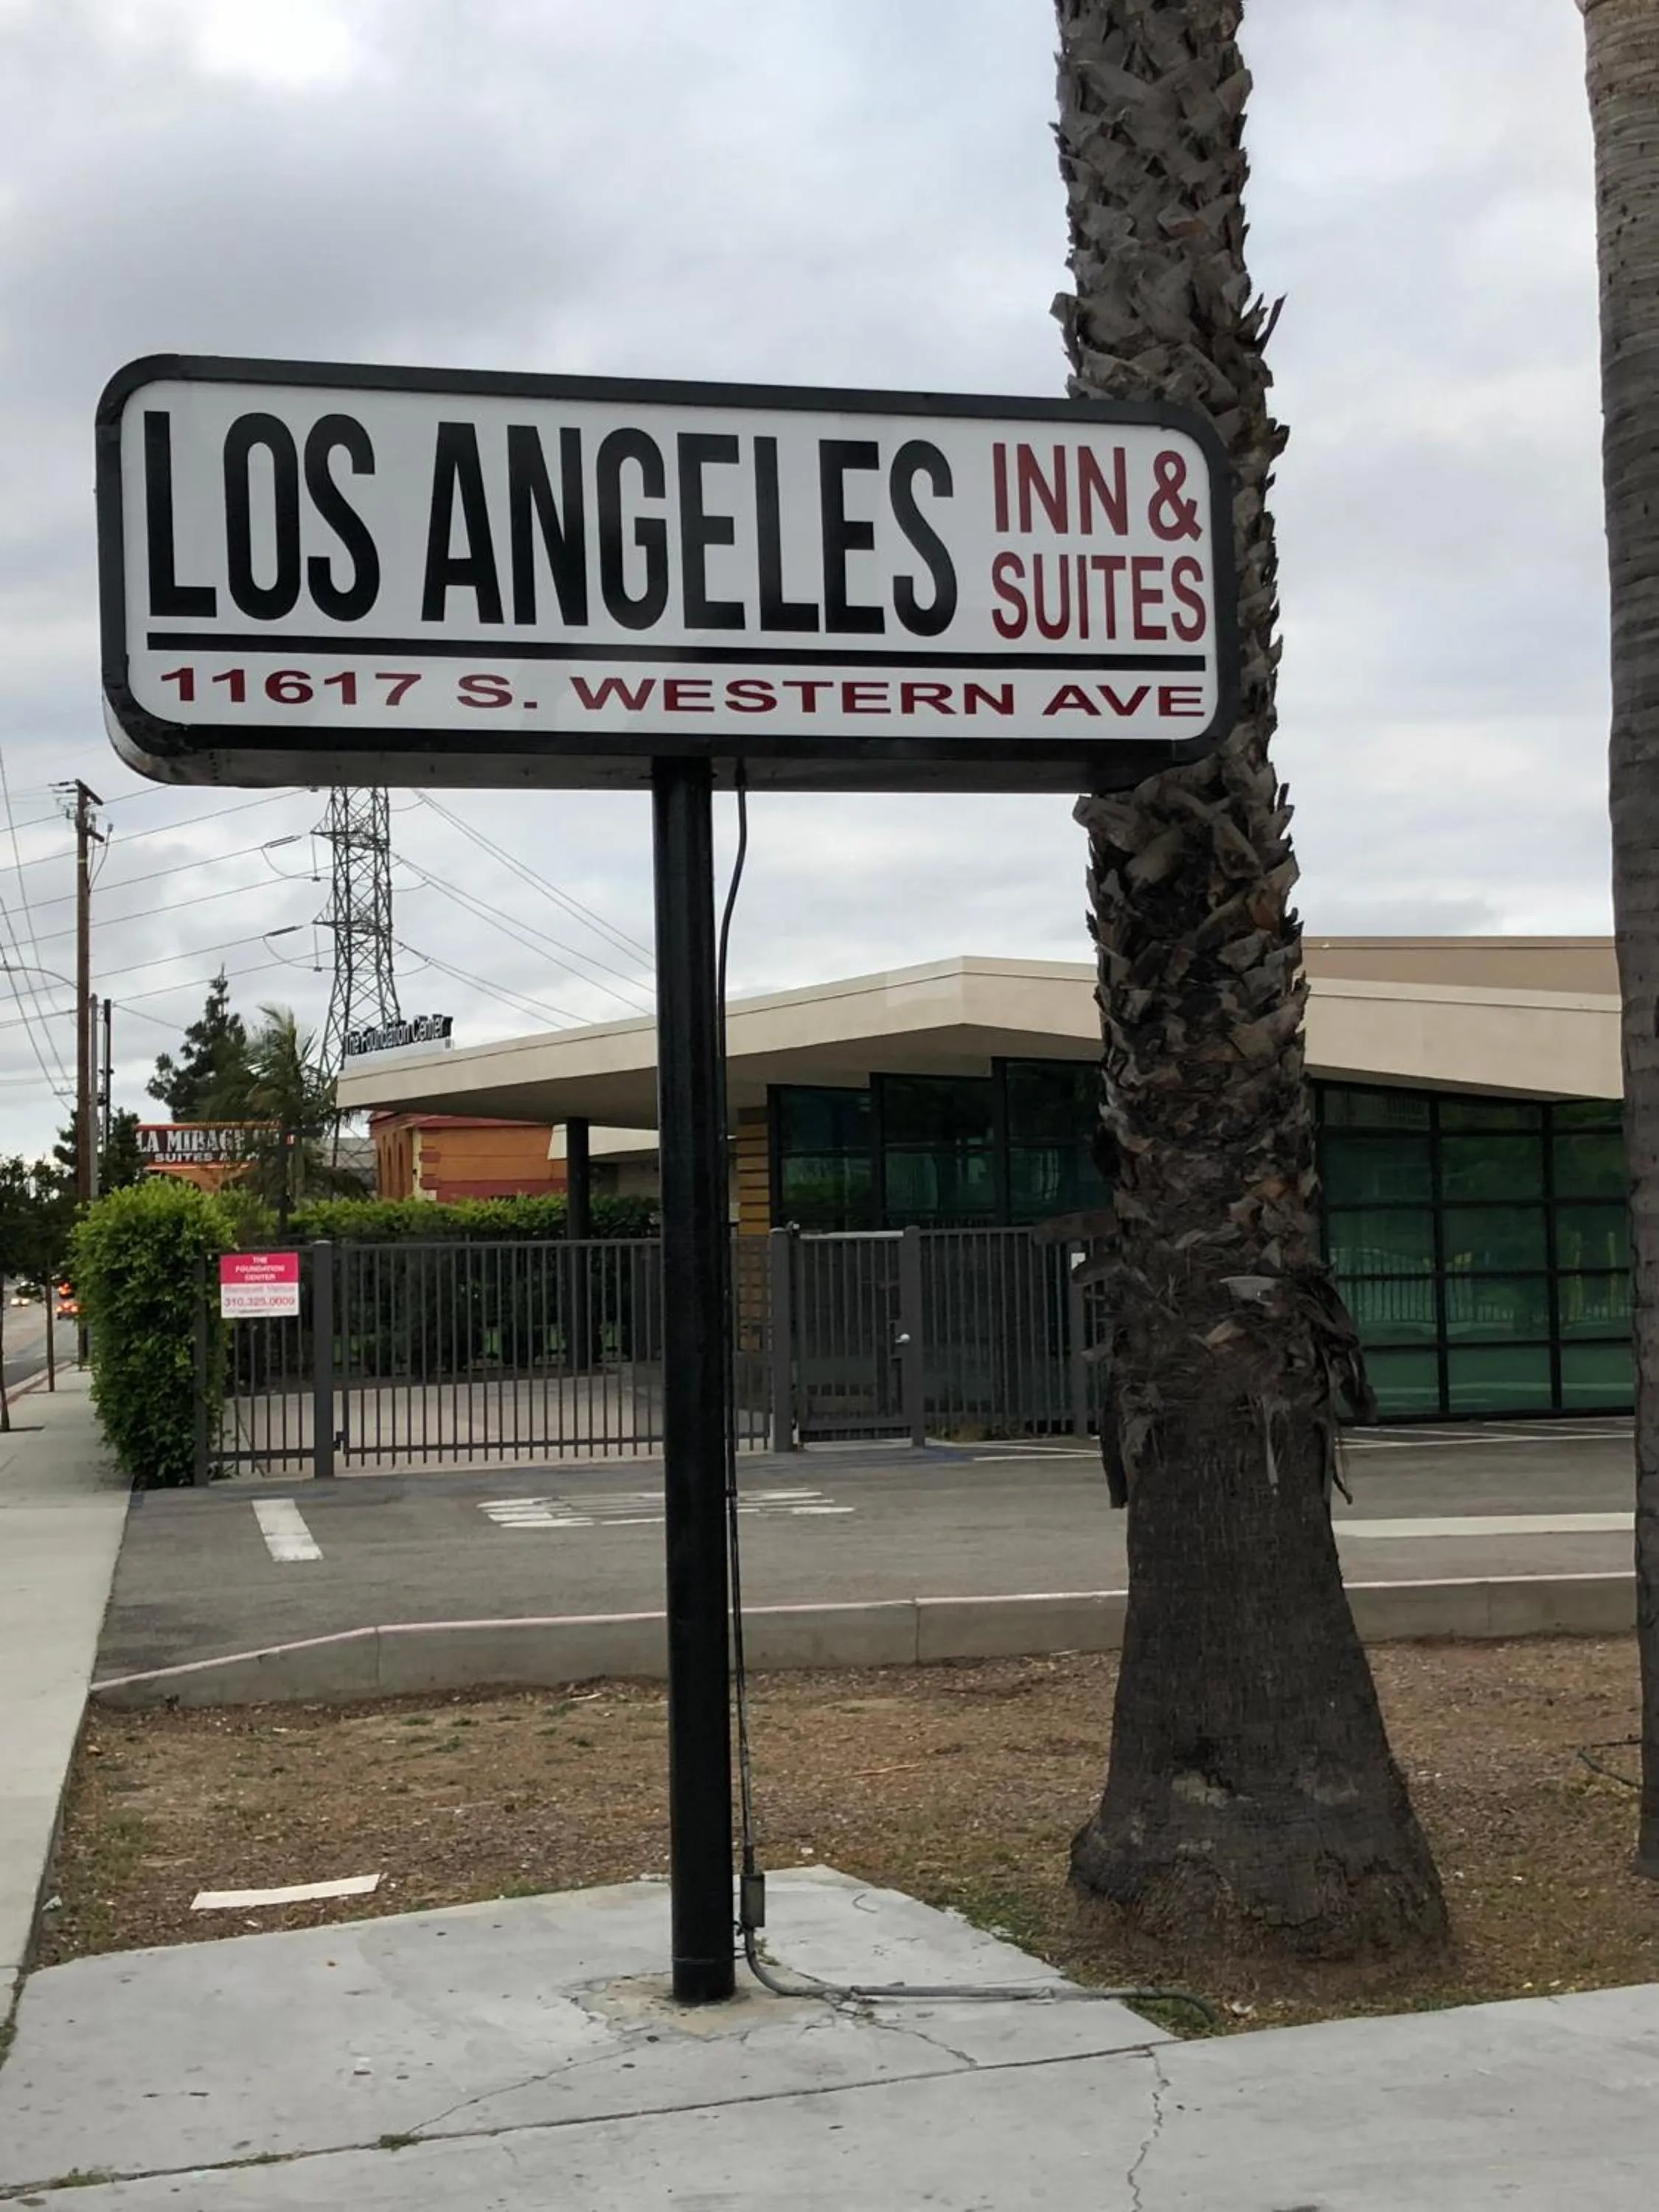 LOS ANGELES INN &
SUITES
11617 S. WESTERN AVE
The Foundation Center
LA MIRAGE
SUITES
THE
FOUNDATION
CENTER
Banquet Venue
310.325.0009